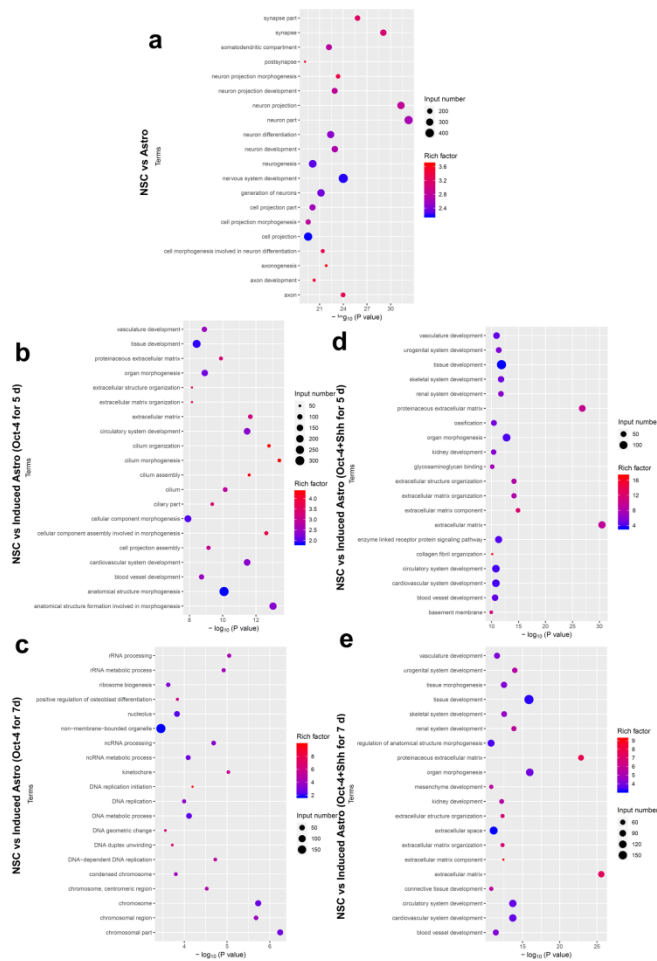 a
NSC vs Astro
Terms
synapse part
synapse
somatodendritic compartment
postsynapse
neuron projection morphogenesis
neuron projection development
neuron projection
neuron part
neuron differentiation
neuron development
neurogenesis
nervous system development
generation of neurons
cell projection part
cell projection morphogenesis
cell projection
cell morphogenesis involved in neuron differentiation
axonogenesis
axon development
axon
21 24 27 30
− log10 (P value)
Input number
200
300
400
Rich factor
3.6
3.2
2.8
2.4
b
NSC vs Induced Astro (Oct-4 for 5 d)
Terms
vasculature development
tissue development
proteinaceous extracellular matrix
organ morphogenesis
extracellular structure organization
extracellular matrix organization
extracellular matrix
circulatory system development
cilium organization
cilium morphogenesis
cilium assembly
cilium
ciliary part
cellular component morphogenesis
cellular component assembly involved in morphogenesis
cell projection assembly
cardiovascular system development
blood vessel development
anatomical structure morphogenesis
anatomical structure formation involved in morphogenesis
8 10 12
− log10 (P value)
Input number
50
100
150
200
250
300
Rich factor
4.0
3.5
3.0
2.5
2.0
d
NSC vs Induced Astro (Oct-4+Shh for 5 d)
Terms
vasculature development
urogenital system development
tissue development
skeletal system development
renal system development
proteinaceous extracellular matrix
ossification
organ morphogenesis
kidney development
glycosaminoglycan binding
extracellular structure organization
extracellular matrix organization
extracellular matrix component
extracellular matrix
enzyme linked receptor protein signaling pathway
collagen fibril organization
circulatory system development
cardiovascular system development
blood vessel development
basement membrane
10 15 20 25 30
− log10 (P value)
Input number
50
100
Rich factor
16
12
8
4
c
NSC vs Induced Astro (Oct-4 for 7d)
Terms
rRNA processing
rRNA metabolic process
ribosome biogenesis
positive regulation of osteoblast differentiation
nucleolus
non−membrane−bounded organelle
ncRNA processing
ncRNA metabolic process
kinetochore
DNA replication initiation
DNA replication
DNA metabolic process
DNA geometric change
DNA duplex unwinding
DNA−dependent DNA replication
condensed chromosome
chromosome, centromeric region
chromosome
chromosomal region
chromosomal part
4 5 6
− log10 (P value)
Rich factor
8
6
4
2
Input number
50
100
150
e
NSC vs Induced Astro (Oct-4+Shh for 7 d)
Terms
vasculature development
urogenital system development
tissue morphogenesis
tissue development
skeletal system development
renal system development
regulation of anatomical structure morphogenesis
proteinaceous extracellular matrix
organ morphogenesis
mesenchyme development
kidney development
extracellular structure organization
extracellular space
extracellular matrix organization
extracellular matrix component
extracellular matrix
connective tissue development
circulatory system development
cardiovascular system development
blood vessel development
10 15 20 25
− log10 (P value)
Rich factor
9
8
7
6
5
4
3
Input number
60
90
120
150